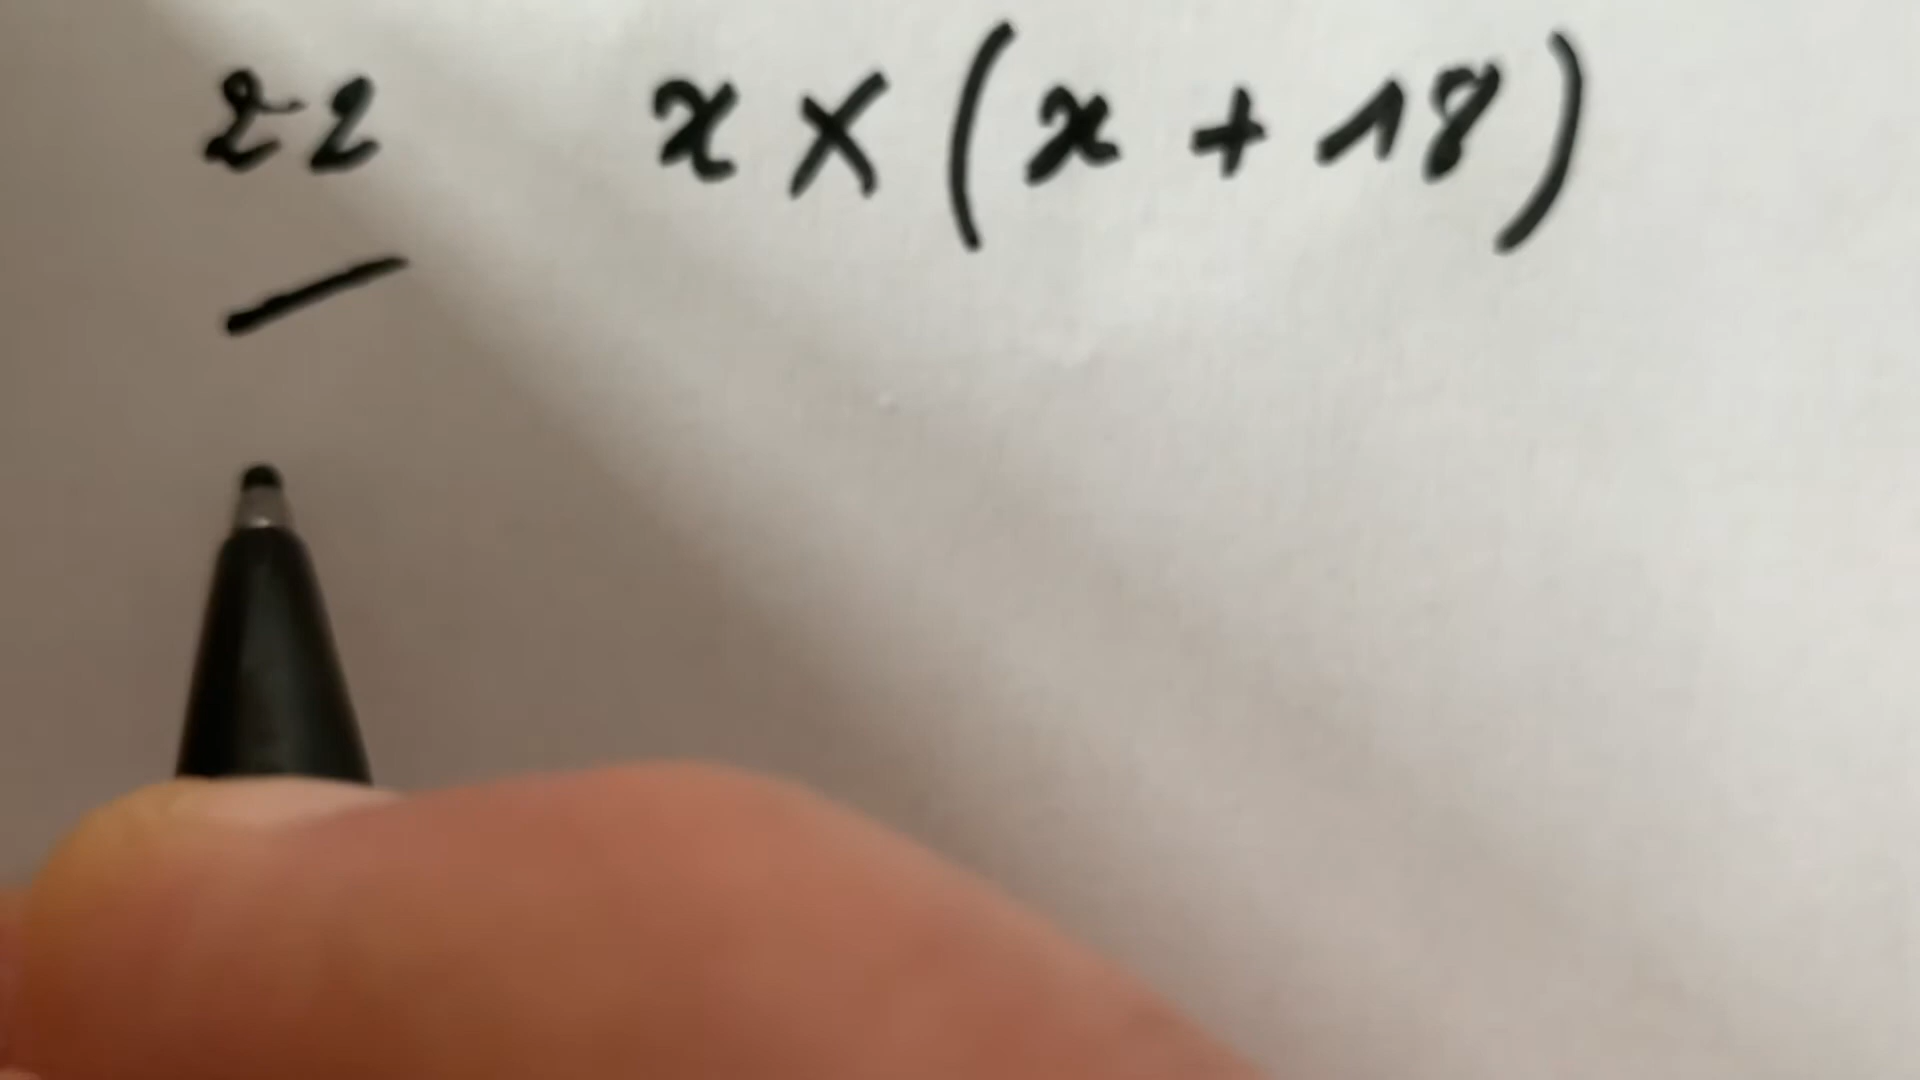 22 x × (x + 18)